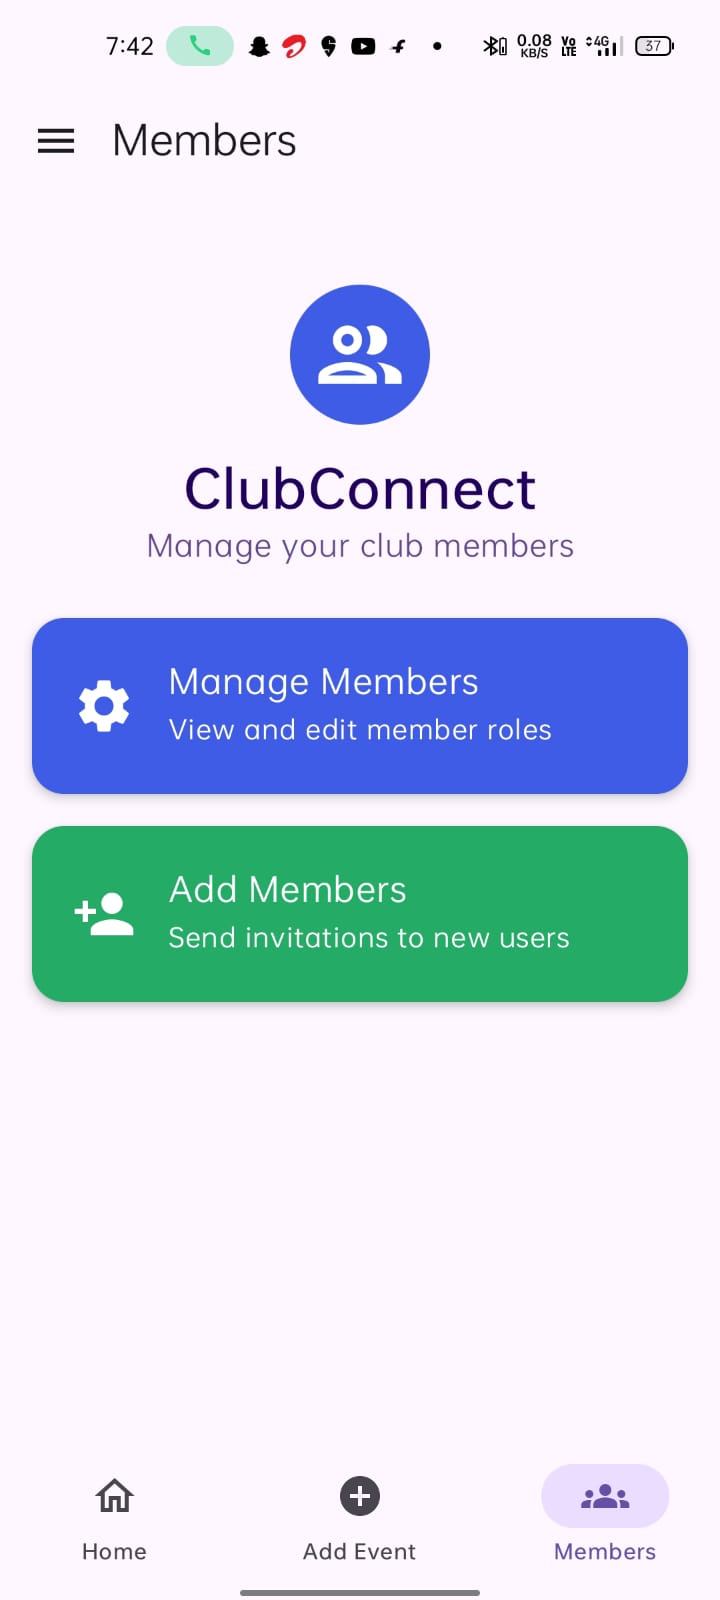 7:42
0.08
KB/S
Vo
LTE
4G
37
Members
ClubConnect
Manage your club members
Manage Members
View and edit member roles
Add Members
Send invitations to new users
Home
Add Event
Members